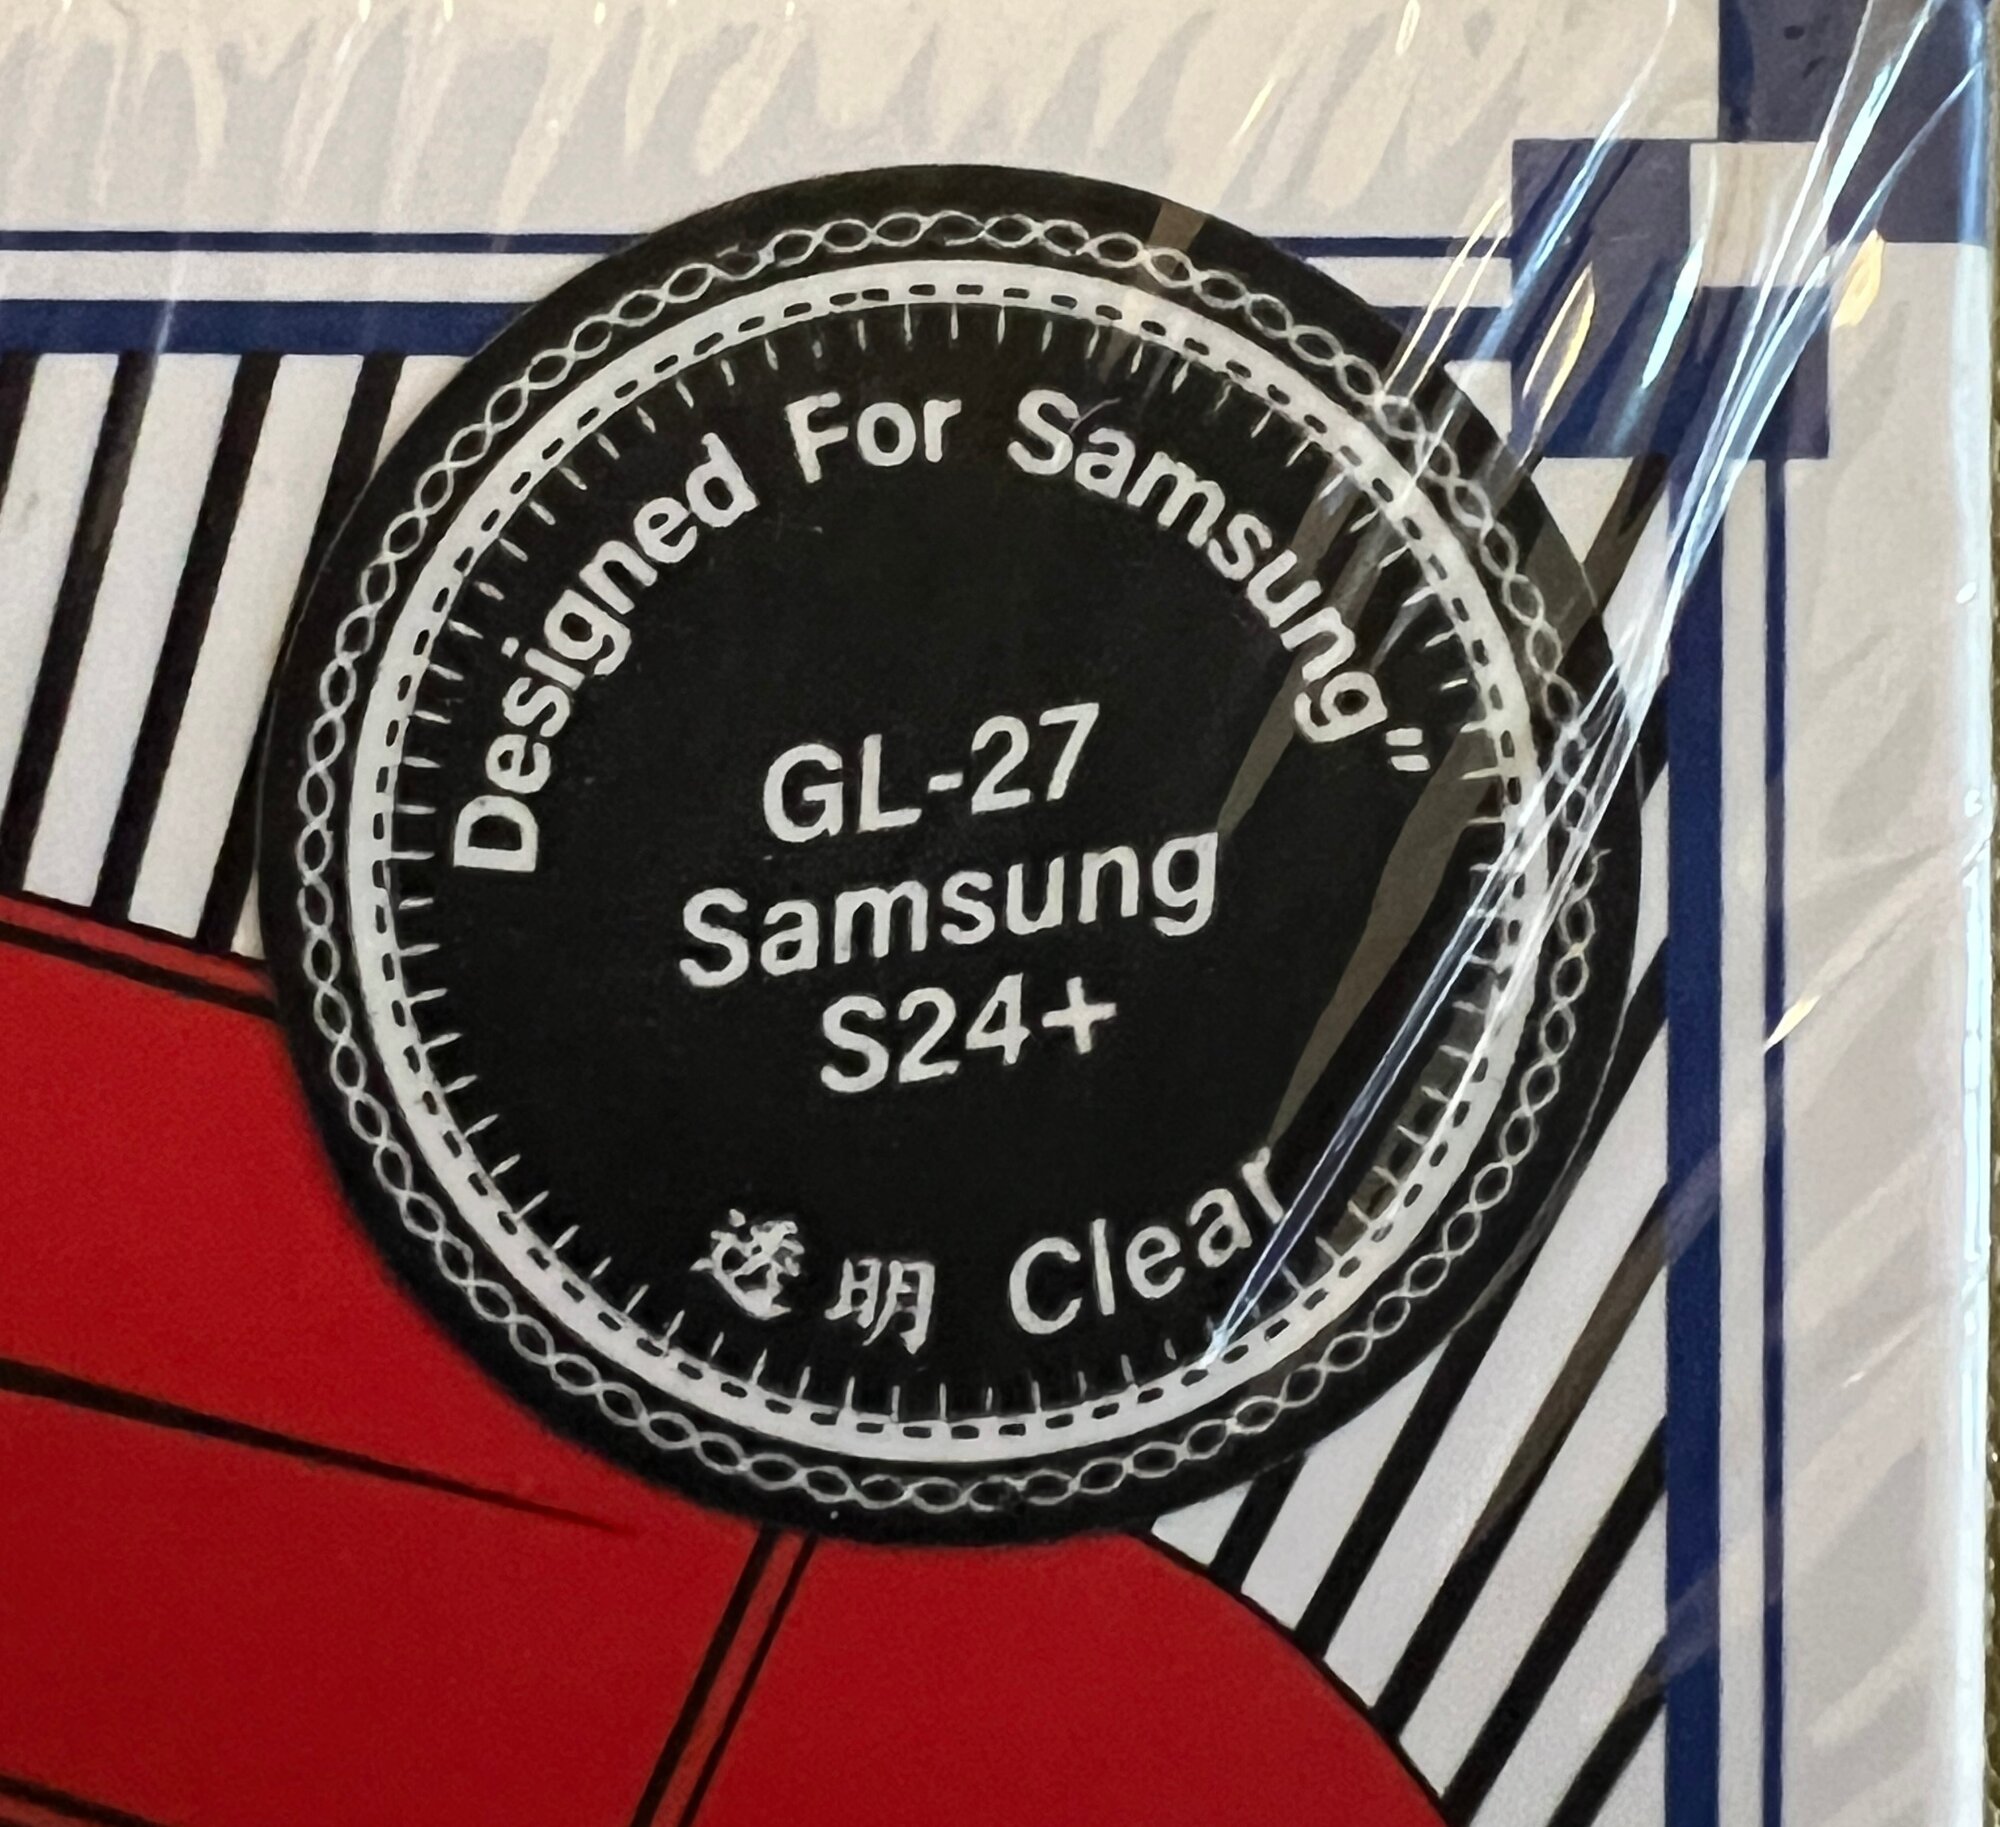 Designed For Samsung"
GL-27
Samsung
S24+
透明 Clear